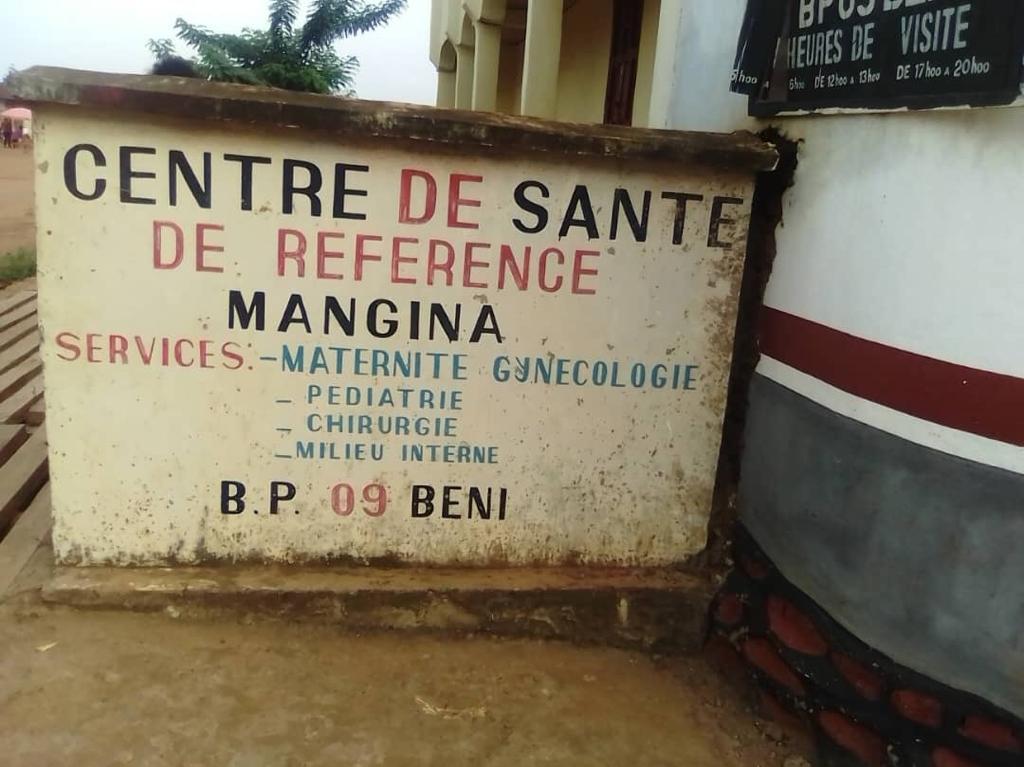 CENTRE DE SANTE
DE REFERENCE
MANGINA
SERVICES: -MATERNITE GYNECOLOGIE
- PEDIATRIE
- CHIRURGIE
- MILIEU INTERNE
B.P. 09 BENI
HEURES DE VISITE
DE 12h00 A 13h00 DE 17h00 A 20h00